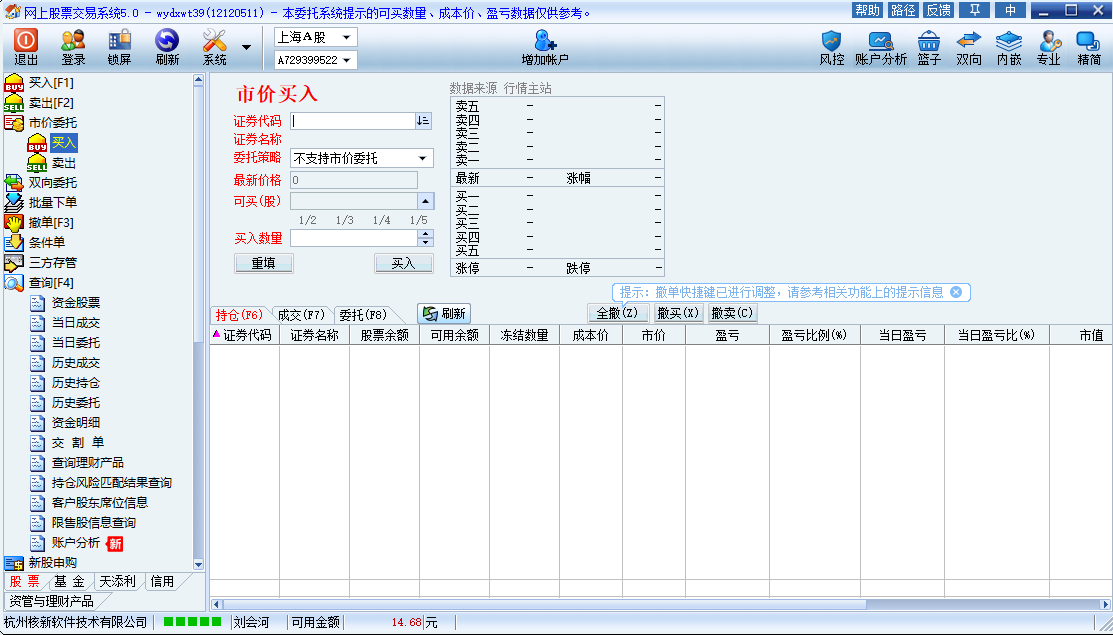 网上股票交易系统5.0 - wydxwt39(12120511) - 本委托系统提示的可买数量、成本价、盈亏数据仅供参考。
帮助 路径 反馈 中
退出 登录 锁屏 刷新 系统
上海A股
A729399522
增加帐户
风控 账户分析 篮子 双向 内嵌 专业 精简
买入[F1]
卖出[F2]
市价委托
买入
卖出
双向委托
批量下单
撤单[F3]
条件单
三方存管
查询[F4]
资金股票
当日成交
当日委托
历史成交
历史持仓
历史委托
资金明细
交 割 单
查询理财产品
持仓风险匹配结果查询
客户股东席位信息
限售股信息查询
账户分析 新
新股申购
股 票 基 金 天添利 信用
资管与理财产品
市价买入
证券代码
证券名称
委托策略 不支持市价委托
最新价格 0
可买(股)
1/2 1/3 1/4 1/5
买入数量
重填 买入
数据来源 行情主站
卖五 - -
卖四 - -
卖三 - -
卖二 - -
卖一 - -
最新 - 涨幅 -
买一 - -
买二 - -
买三 - -
买四 - -
买五 - -
涨停 - 跌停 -
提示: 撤单快捷键已进行调整，请参考相关功能上的提示信息
持仓(F6) 成交(F7) 委托(F8) 刷新 全撤(Z) 撤买(X) 撤卖(C)
证券代码 证券名称 股票余额 可用余额 冻结数量 成本价 市价 盈亏 盈亏比例(%) 当日盈亏 当日盈亏比(%) 市值
杭州核新软件技术有限公司 刘会河 可用金额 14.68 元